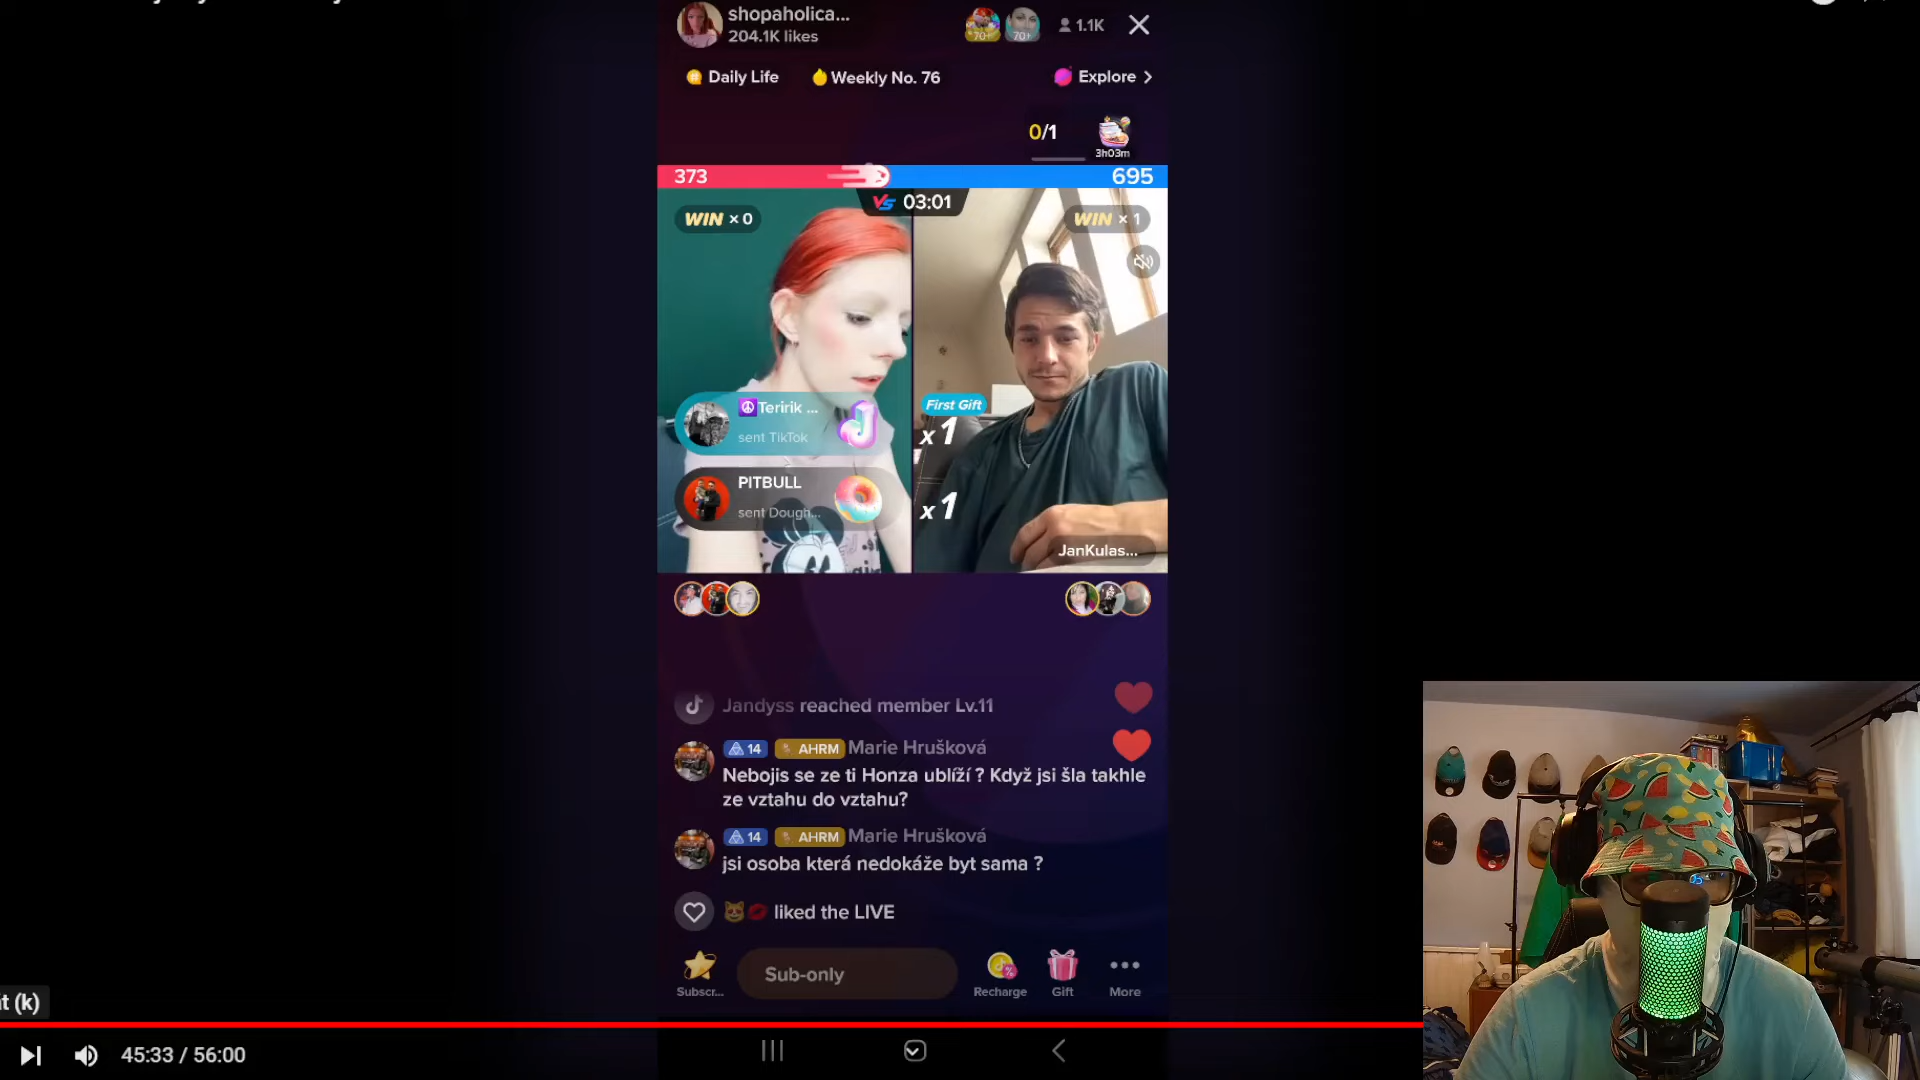 shopaholica...
204.1K likes
70+
70+
1.1K
Daily Life
Weekly No. 76
Explore >
0/1
3h03m
373
695
VS 03:01
WIN × 0
WIN × 1
Teririk ...
sent TikTok
First Gift
x1
PITBULL
sent Dough...
x1
JanKulas...
Jandyss reached member Lv.11
14 AHRM Marie Hrušková
Nebojis se ze ti Honza ublíží ? Když jsi šla takhle
ze vztahu do vztahu?
14 AHRM Marie Hrušková
jsi osoba která nedokáže byt sama ?
liked the LIVE
Sub-only
Subscr...
Recharge
Gift
More
t (k)
45:33 / 56:00